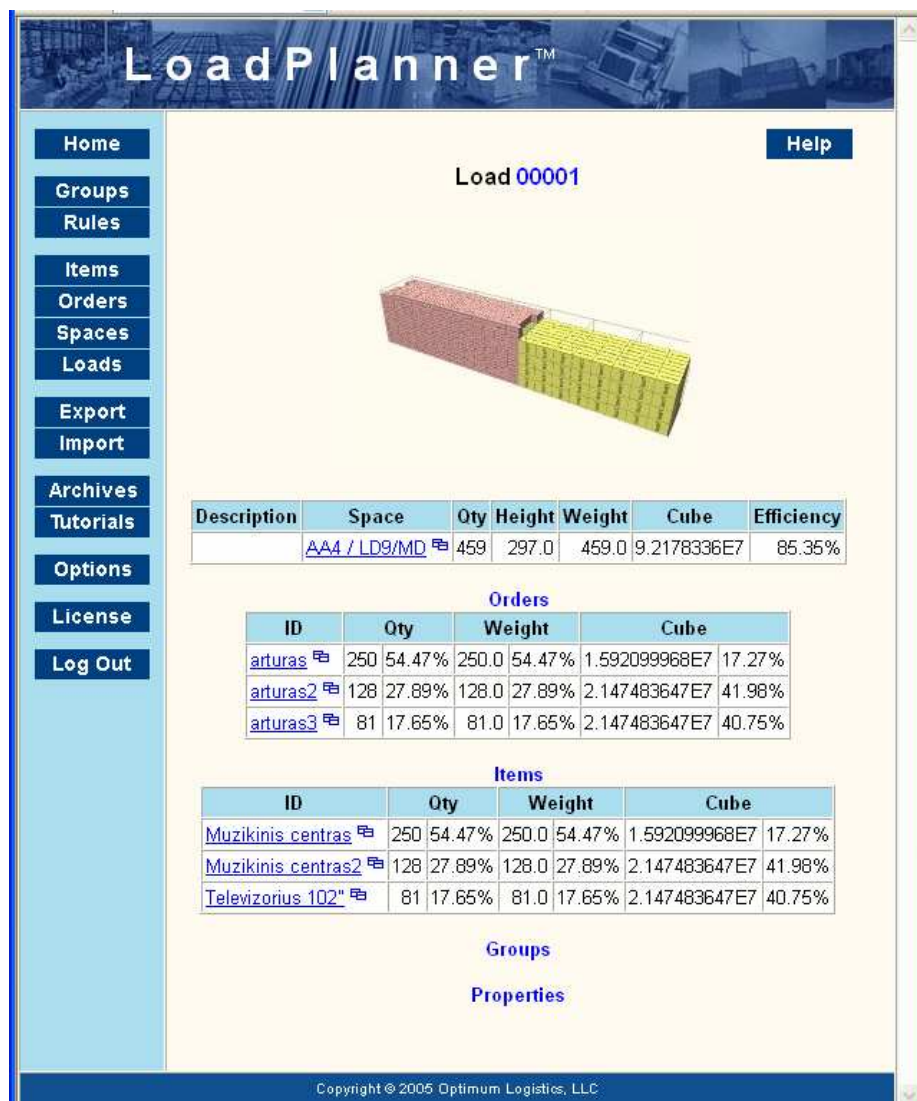 LoadPlanner™
Home
Help
Load 00001
Groups
Rules
Items
Orders
Spaces
Loads
Export
Import
Archives
Tutorials
Options
License
Log Out
Description Space Qty Height Weight Cube Efficiency
AA4 / LD9/MD 459 297.0 459.0 9.2178336E7 85.35%
Orders
ID Qty Weight Cube
arturas 250 54.47% 250.0 54.47% 1.592099968E7 17.27%
arturas2 128 27.89% 128.0 27.89% 2.147483647E7 41.98%
arturas3 81 17.65% 81.0 17.65% 2.147483647E7 40.75%
Items
ID Qty Weight Cube
Muzikinis centras 250 54.47% 250.0 54.47% 1.592099968E7 17.27%
Muzikinis centras2 128 27.89% 128.0 27.89% 2.147483647E7 41.98%
Televizorius 102" 81 17.65% 81.0 17.65% 2.147483647E7 40.75%
Groups
Properties
Copyright © 2005 Optimum Logistics, LLC